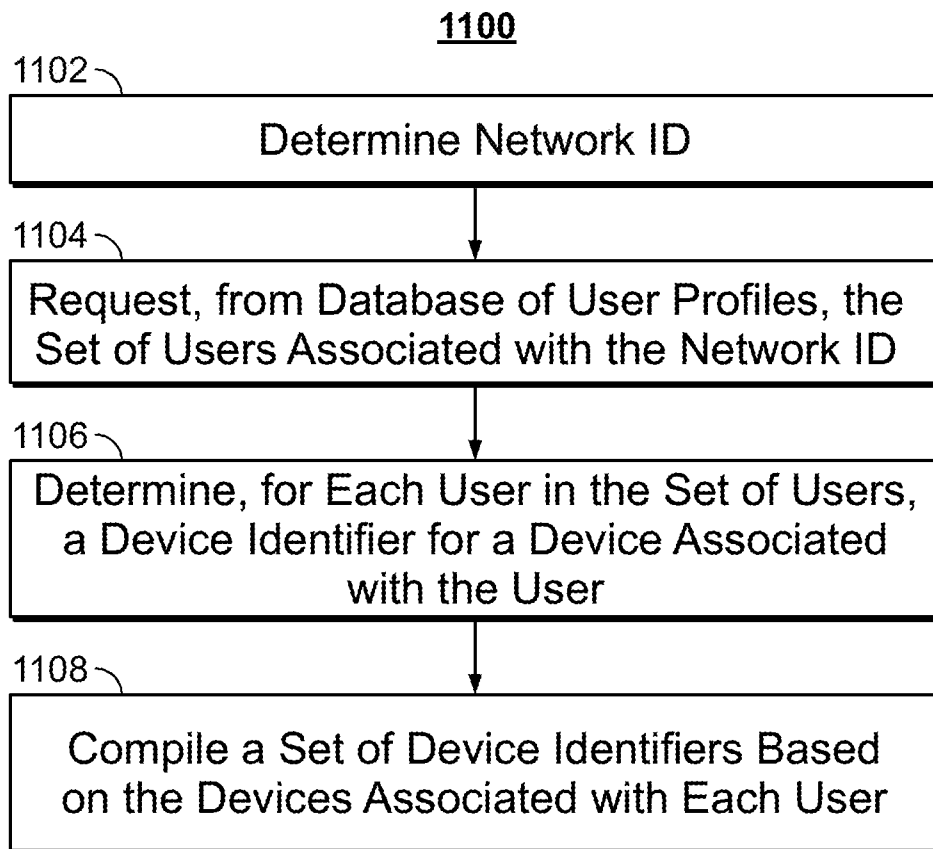 1100
1102
Determine Network ID
1104
Request, from Database of User Profiles, the
Set of Users Associated with the Network ID
1106
Determine, for Each User in the Set of Users,
a Device Identifier for a Device Associated
with the User
1108
Compile a Set of Device Identifiers Based
on the Devices Associated with Each User